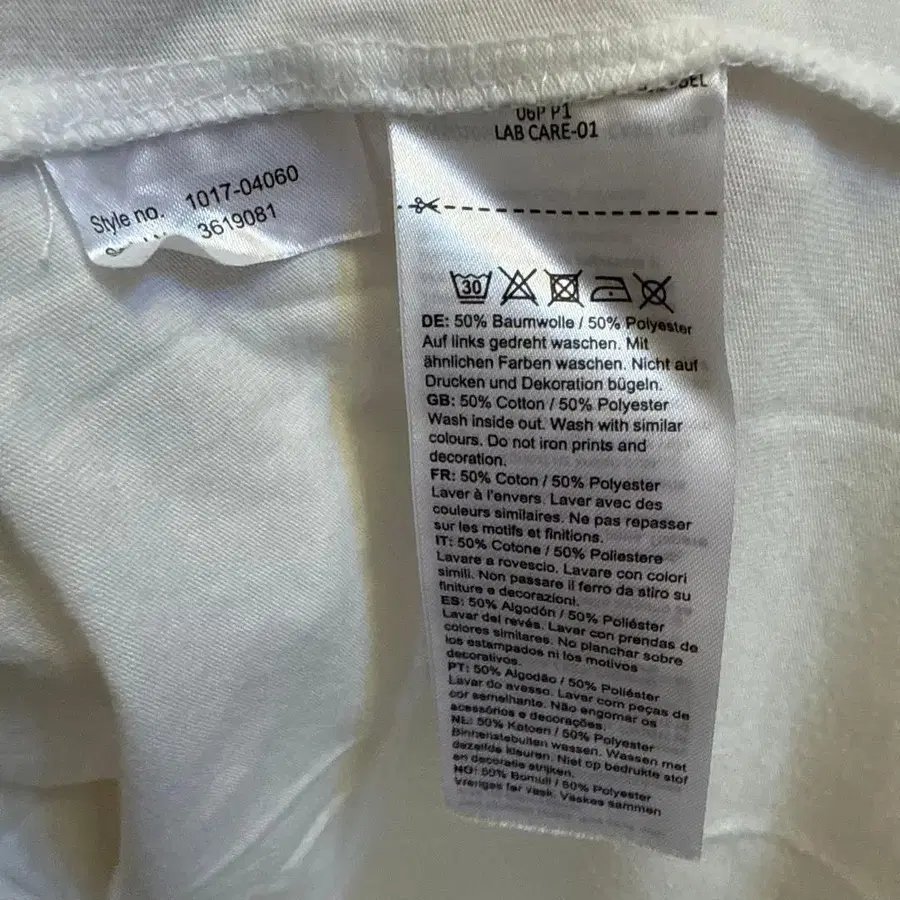 Style no. 1017-04060
3619081
06P P1
LAB CARE-01
30
DE: 50% Baumwolle / 50% Polyester
Auf links gedreht waschen. Mit
ähnlichen Farben waschen. Nicht auf
Drucken und Dekoration bügeln.
GB: 50% Cotton / 50% Polyester
Wash inside out. Wash with similar
colours. Do not iron prints and
decoration.
FR: 50% Coton / 50% Polyester
Laver à l'envers. Laver avec des
couleurs similaires. Ne pas repasser
sur les motifs et finitions.
IT: 50% Cotone / 50% Poliestere
Lavare a rovescio. Lavare con colori
simili. Non passare il ferro da stiro su
finiture e decorazioni.
ES: 50% Algodón / 50% Poliéster
Lavar del revés. Lavar con prendas de
colores similares. No planchar sobre
los estampados ni los motivos
decorativos.
PT: 50% Algodão / 50% Poliéster
Lavar do avesso. Lavar com peças de
cor semelhante. Não engomar os
acessórios e decorações.
NL: 50% Katoen / 50% Polyester
Binnenstebuiten wassen. Wassen met
dezelfde kleuren. Niet op bedrukte stof
en decoratie strijken.
NO: 50% Bomull / 50% Polyester
Vrenges før vask. Vaskes sammen